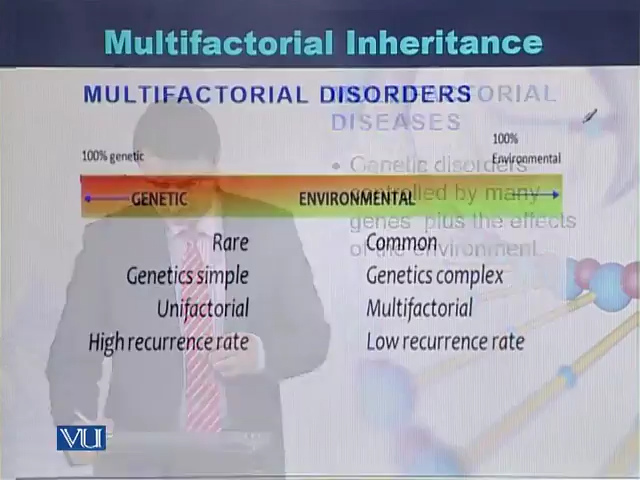 Multifactorial Inheritance
MULTIFACTORIAL DISORDERS
MULTIFACTORIAL
DISEASES
100% genetic
100%
Environmental
GENETIC ENVIRONMENTAL
• Genetic disorders
controlled by many
genes plus the effects
of the environment.
Rare Common
Genetics simple Genetics complex
Unifactorial Multifactorial
High recurrence rate Low recurrence rate
VU